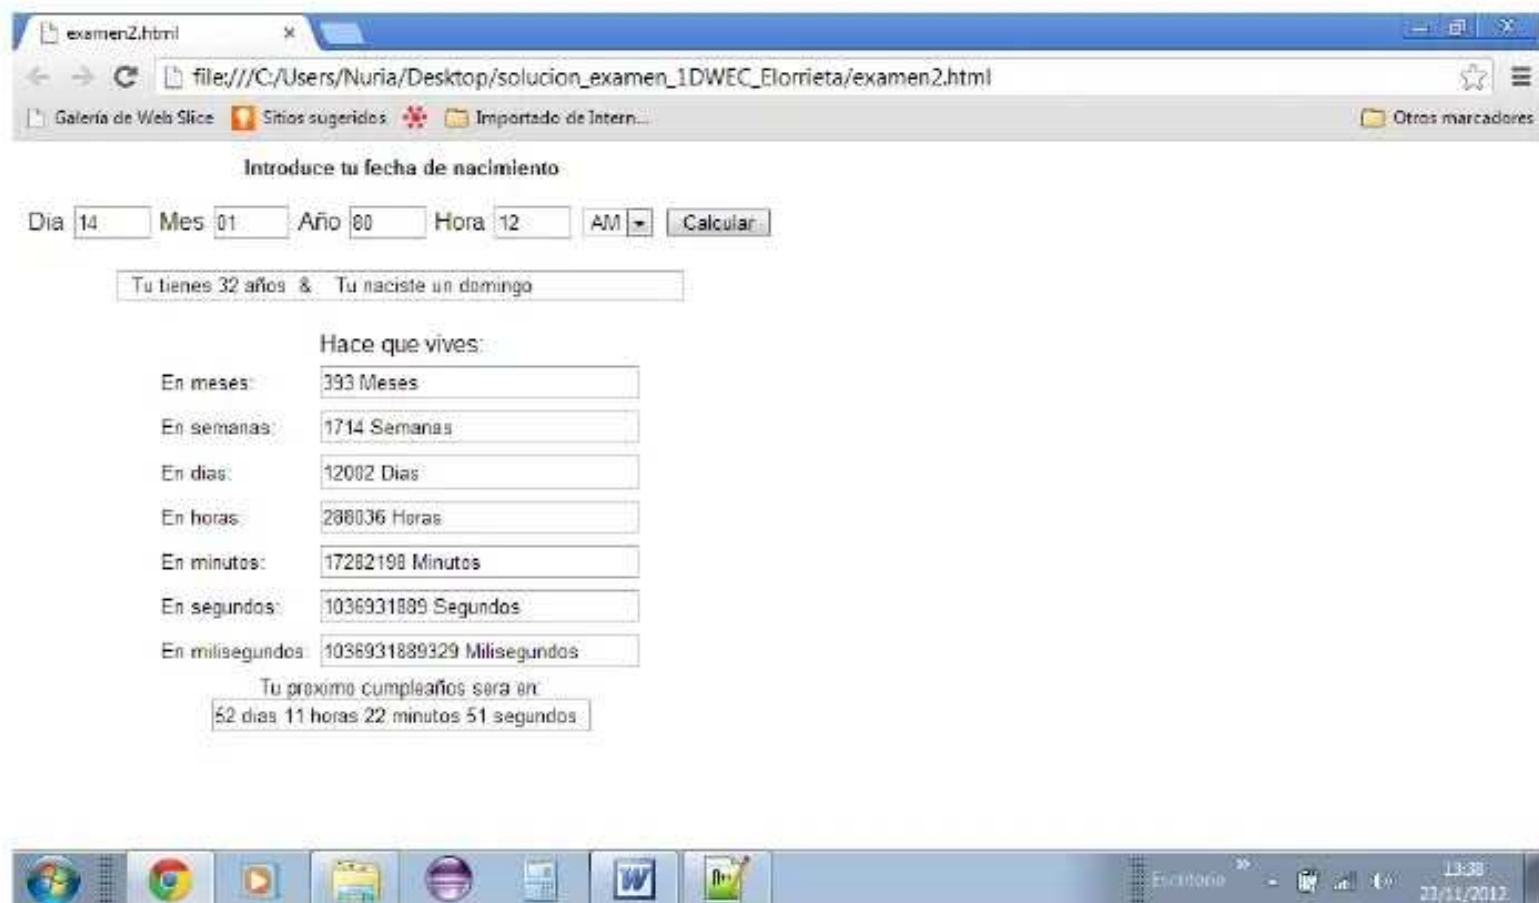 examen2.html
file:///C:/Users/Nuria/Desktop/solucion_examen_1DWEC_Elorrieta/examen2.html
Galería de Web Slice Sitios sugeridos Importado de Intern... Otros marcadores
Introduce tu fecha de nacimiento
Dia 14 Mes 01 Año 80 Hora 12 AM Calcular
Tu tienes 32 años & Tu naciste un domingo
Hace que vives:
En meses: 393 Meses
En semanas: 1714 Semanas
En dias: 12002 Dias
En horas: 288036 Horas
En minutos: 17282198 Minutos
En segundos: 1036931889 Segundos
En milisegundos: 1036931889329 Milisegundos
Tu proximo cumpleaños sera en:
52 dias 11 horas 22 minutos 51 segundos
Escritorio 13:38
23/11/2012